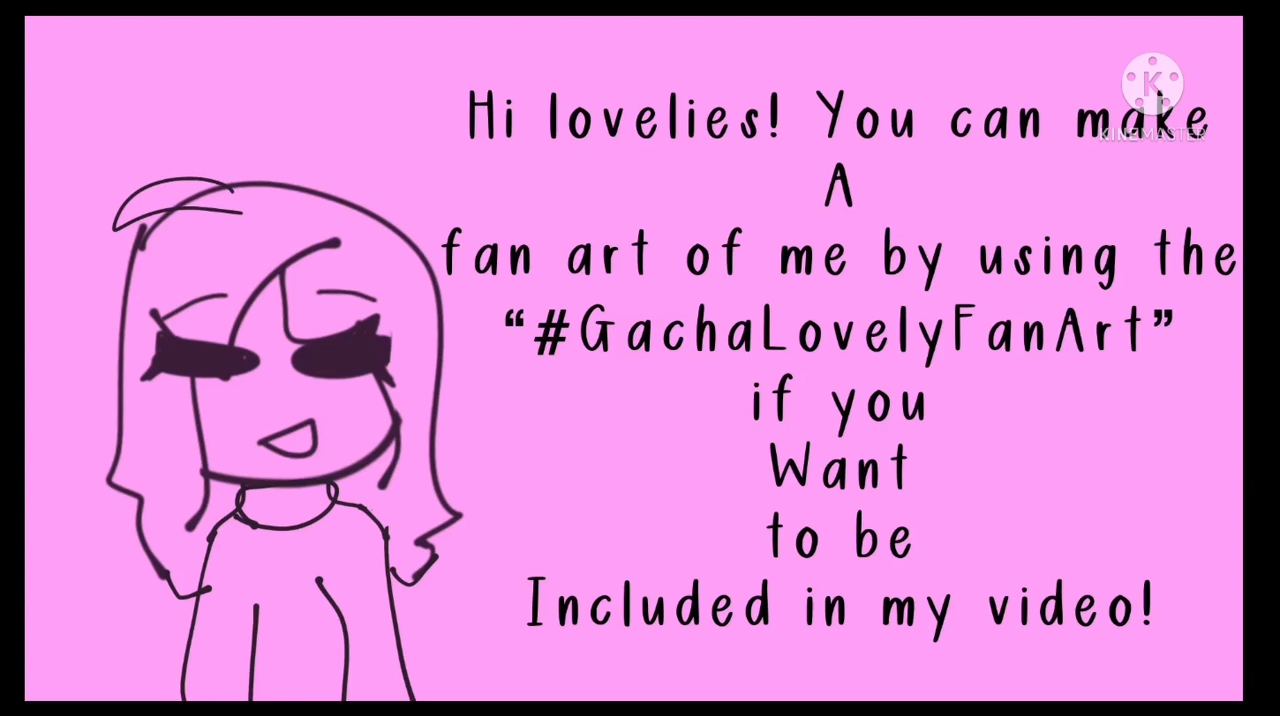 Hi lovelies! You can make
A
fan art of me by using the
“#GachaLovelyFanArt”
if you
Want
to be
Included in my video!
K
KINEMASTER